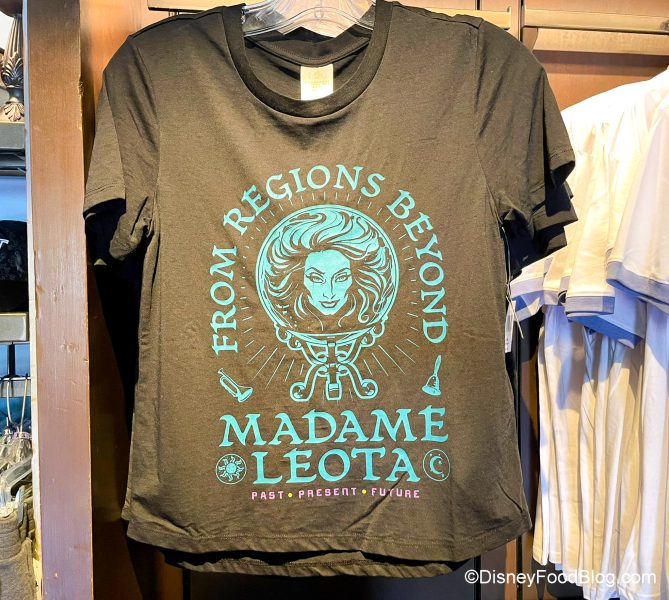 FROM REGIONS BEYOND
MADAME
LEOTA
PAST • PRESENT • FUTURE
©DisneyFoodBlog.com